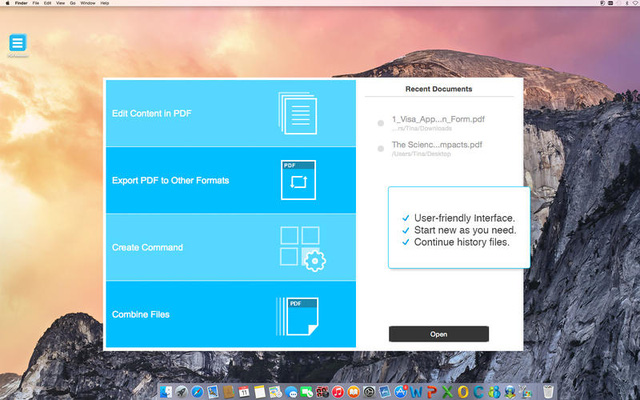 Finder File Edit View Go Window Help
Edit Content in PDF
Export PDF to Other Formats
PDF
Create Command
Combine Files
PDF
Recent Documents
1_Visa_App...n_Form.pdf
...ns/Tina/Downloads
The Scienc...mpacts.pdf
/Users/Tina/Desktop
User-friendly Interface.
Start new as you need.
Continue history files.
Open